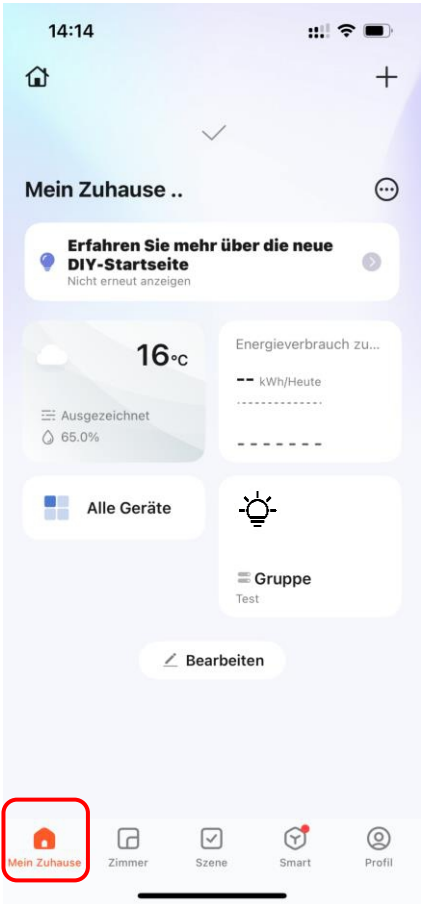 14:14
Mein Zuhause ..
Erfahren Sie mehr über die neue
DIY-Startseite
Nicht erneut anzeigen
16°C
Ausgezeichnet
65.0%
Energieverbrauch zu...
-- kWh/Heute
Alle Geräte
Gruppe
Test
Bearbeiten
Mein Zuhause
Zimmer
Szene
Smart
Profil